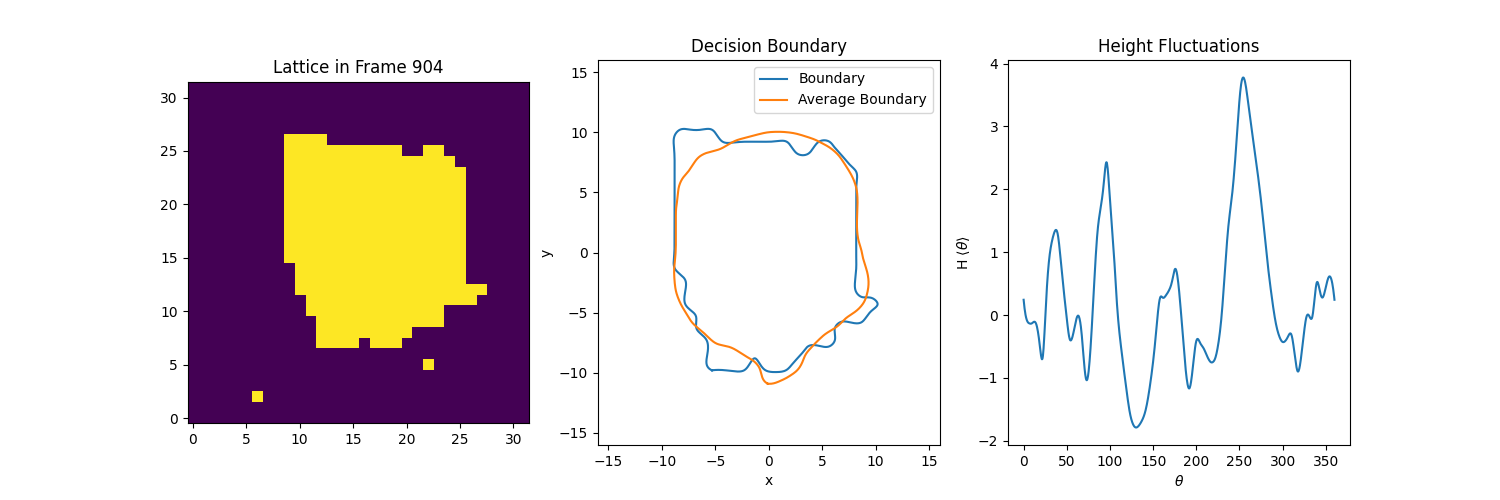 Lattice in Frame 904
30
25
20
15
10
5
0
0 5 10 15 20 25 30
Decision Boundary
Boundary
Average Boundary
15
10
5
0
−5
−10
−15
y
−15 −10 −5 0 5 10 15
x
Height Fluctuations
4
3
2
1
0
−1
−2
H ⟨θ⟩
0 50 100 150 200 250 300 350
θ